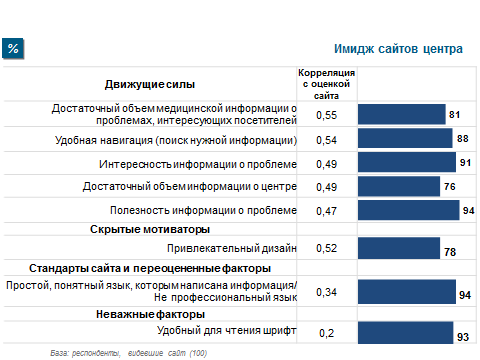 %
Имидж сайтов центра
Движущие силы
Корреляция
с оценкой
сайта
Достаточный объем медицинской информации о
проблемах, интересующих посетителей
0,55
81
Удобная навигация (поиск нужной информации)
0,54
88
Интересность информации о проблеме
0,49
91
Достаточный объем информации о центре
0,49
76
Полезность информации о проблеме
0,47
94
Скрытые мотиваторы
Привлекательный дизайн
0,52
78
Стандарты сайта и переоцененные факторы
Простой, понятный язык, которым написана информация/
Не профессиональный язык
0,34
94
Неважные факторы
Удобный для чтения шрифт
0,2
93
База: респонденты, видевшие сайт (100)